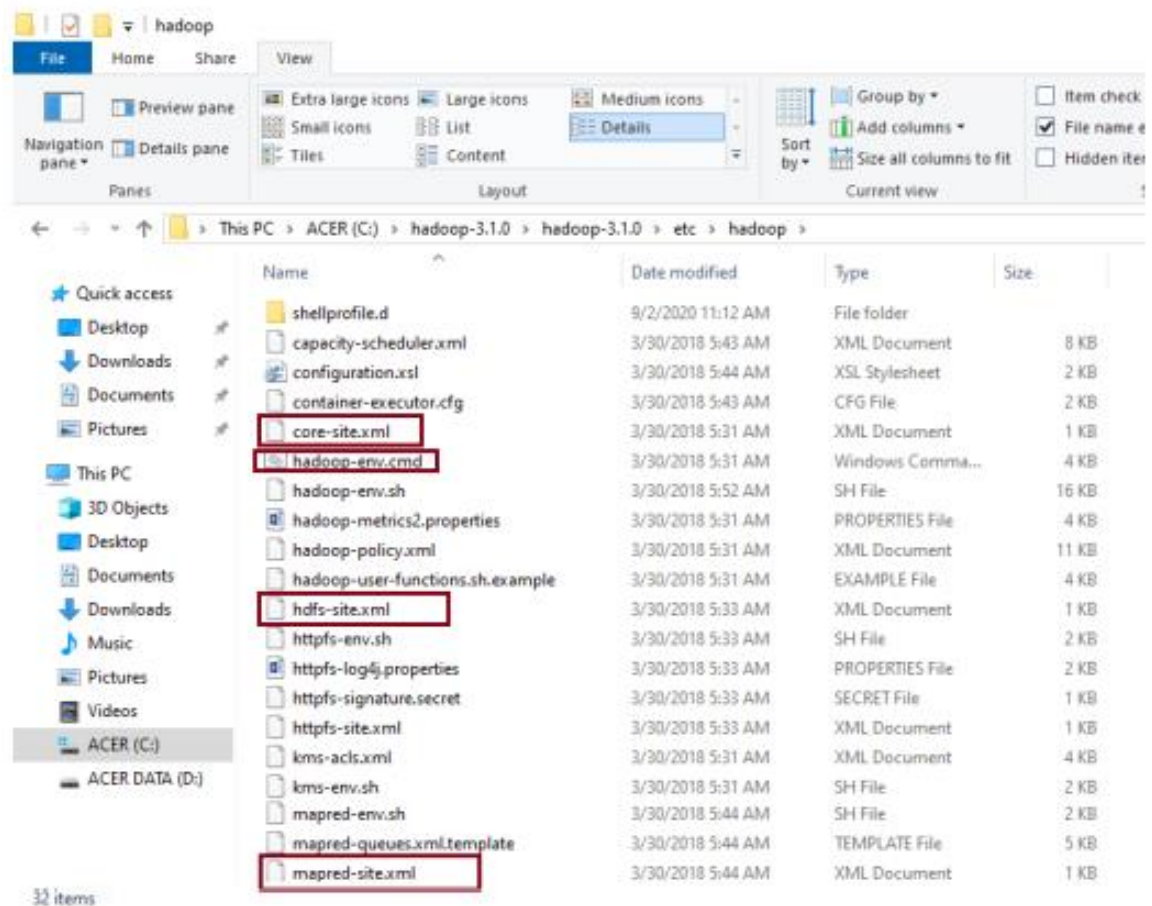 hadoop
File Home Share View
Preview pane
Navigation pane
Details pane
Panes
Extra large icons Large icons Medium icons
Small icons List Details
Tiles Content
Layout
Sort by
Group by
Add columns
Size all columns to fit
Current view
Item check
File name e
Hidden iter
This PC > ACER (C:) > hadoop-3.1.0 > hadoop-3.1.0 > etc > hadoop >
Quick access
Desktop
Downloads
Documents
Pictures
This PC
3D Objects
Desktop
Documents
Downloads
Music
Pictures
Videos
ACER (C:)
ACER DATA (D:)
Name Date modified Type Size
shellprofile.d 9/2/2020 11:12 AM File folder
capacity-scheduler.xml 3/30/2018 5:43 AM XML Document 8 KB
configuration.xsl 3/30/2018 5:44 AM XSL Stylesheet 2 KB
container-executor.cfg 3/30/2018 5:43 AM CFG File 2 KB
core-site.xml 3/30/2018 5:31 AM XML Document 1 KB
hadoop-env.cmd 3/30/2018 5:31 AM Windows Comma... 4 KB
hadoop-env.sh 3/30/2018 5:52 AM SH File 16 KB
hadoop-metrics2.properties 3/30/2018 5:31 AM PROPERTIES File 4 KB
hadoop-policy.xml 3/30/2018 5:31 AM XML Document 11 KB
hadoop-user-functions.sh.example 3/30/2018 5:31 AM EXAMPLE File 4 KB
hdfs-site.xml 3/30/2018 5:33 AM XML Document 1 KB
httpfs-env.sh 3/30/2018 5:33 AM SH File 2 KB
httpfs-log4j.properties 3/30/2018 5:33 AM PROPERTIES File 2 KB
httpfs-signature.secret 3/30/2018 5:33 AM SECRET File 1 KB
httpfs-site.xml 3/30/2018 5:33 AM XML Document 1 KB
kms-acls.xml 3/30/2018 5:31 AM XML Document 4 KB
kms-env.sh 3/30/2018 5:31 AM SH File 2 KB
mapred-env.sh 3/30/2018 5:44 AM SH File 2 KB
mapred-queues.xml.template 3/30/2018 5:44 AM TEMPLATE File 5 KB
mapred-site.xml 3/30/2018 5:44 AM XML Document 1 KB
32 items